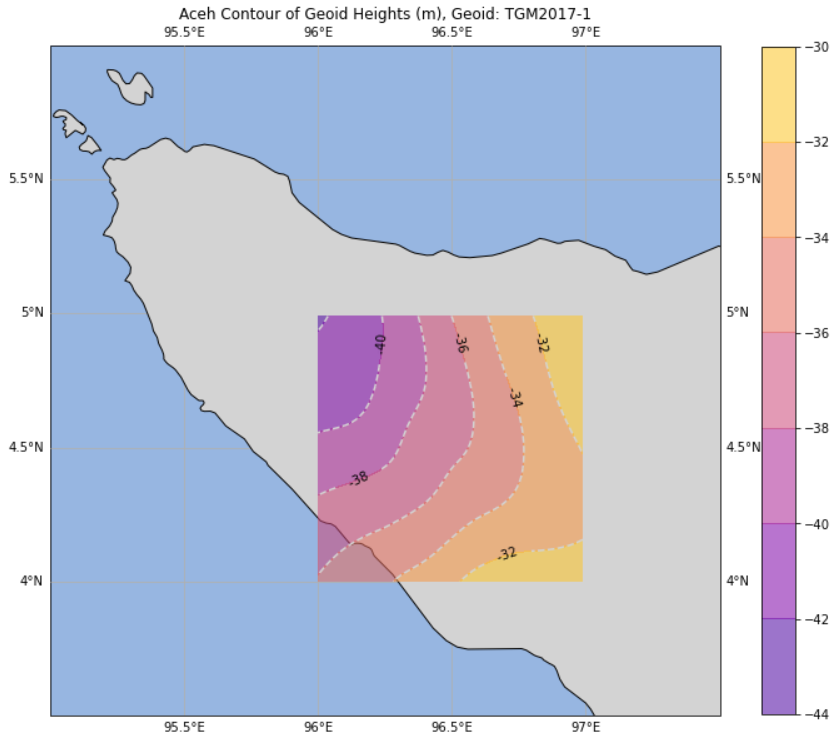 Aceh Contour of Geoid Heights (m), Geoid: TGM2017-1
95.5°E 96°E 96.5°E 97°E
−30
−32
5.5°N 5.5°N
−34
5°N 5°N
-40 -36 -32
−36
-34
−38
4.5°N 4.5°N
-38
−40
-32
4°N 4°N
−42
−44
95.5°E 96°E 96.5°E 97°E